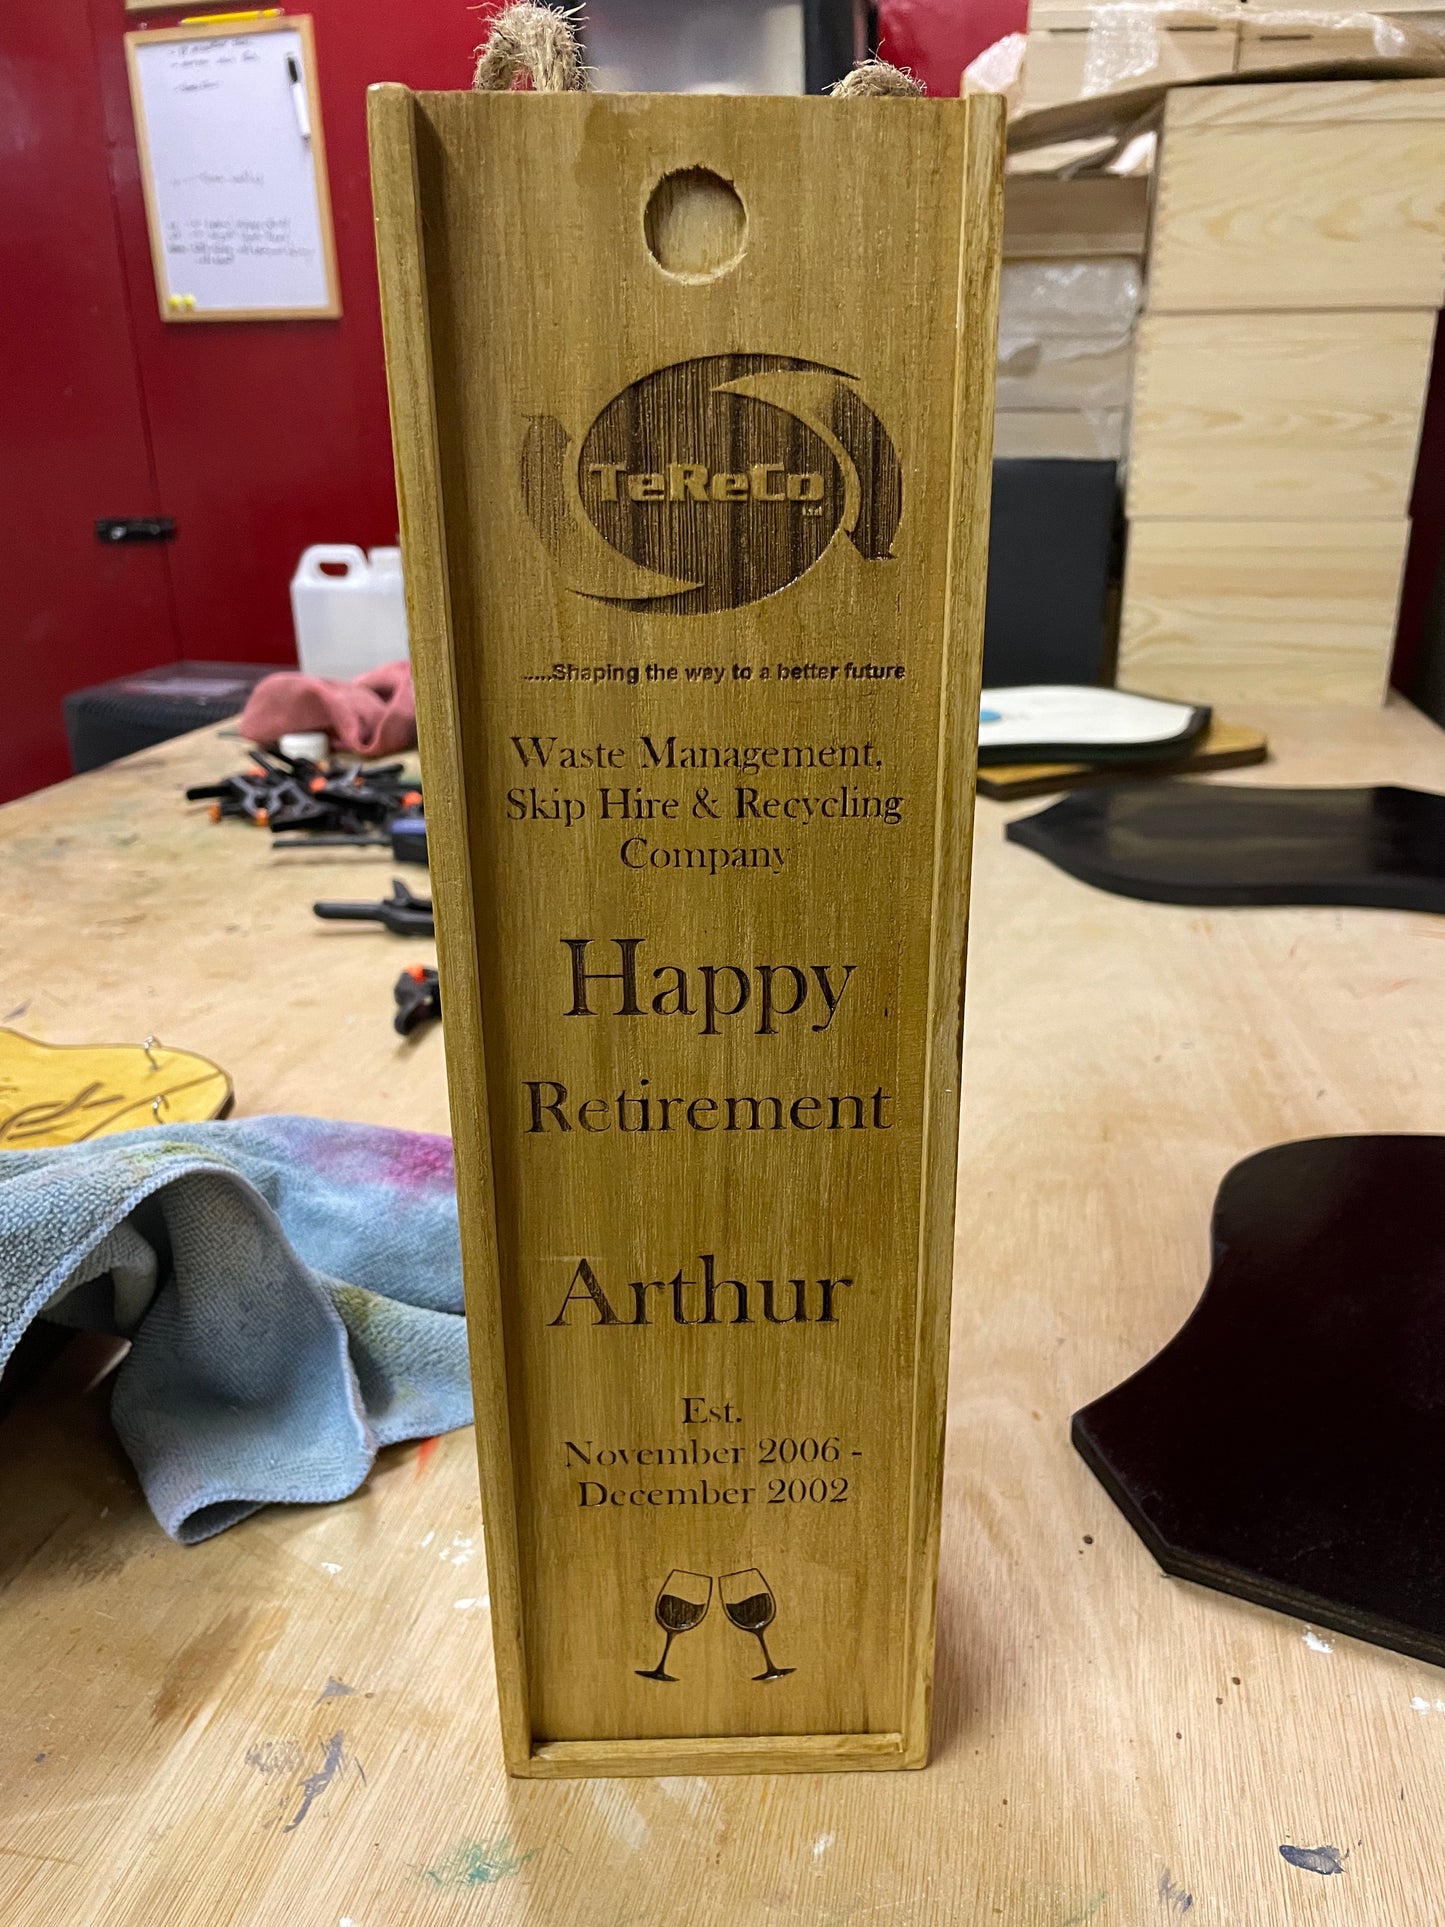 TeReCo
Ltd
.....Shaping the way to a better future
Waste Management,
Skip Hire & Recycling
Company
Happy
Retirement
Arthur
Est.
November 2006 -
December 2002